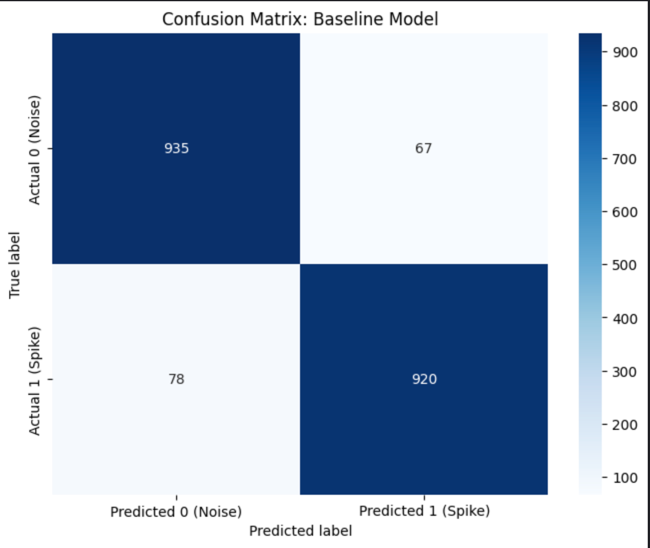 Confusion Matrix: Baseline Model
True label
Actual 0 (Noise)
Actual 1 (Spike)
935
67
78
920
Predicted 0 (Noise)
Predicted 1 (Spike)
Predicted label
900
800
700
600
500
400
300
200
100